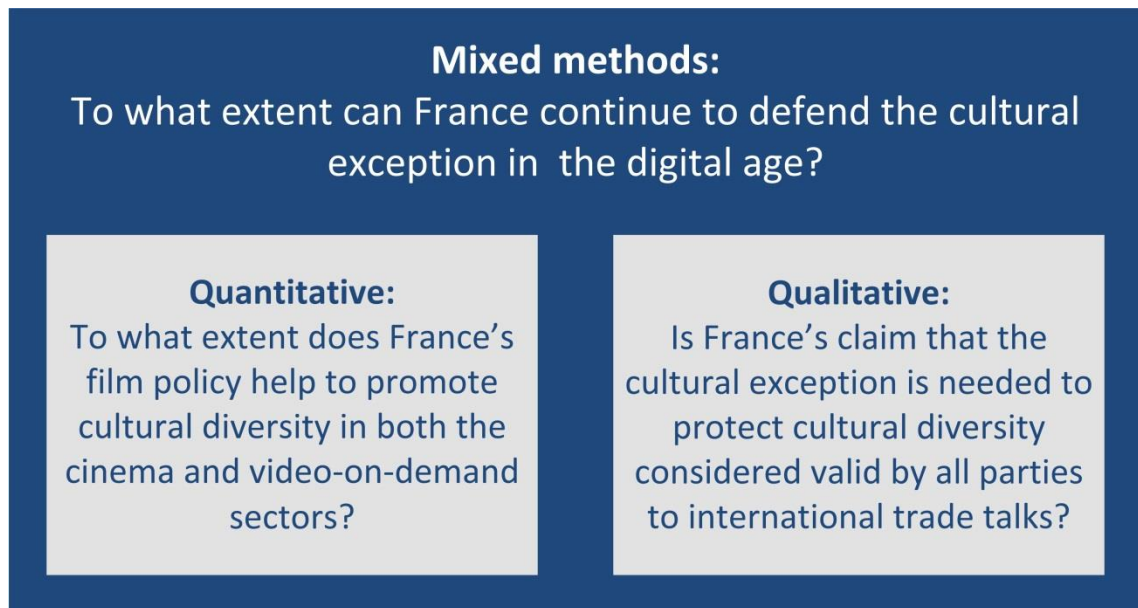 Mixed methods:
To what extent can France continue to defend the cultural
exception in the digital age?
Quantitative:
To what extent does France’s
film policy help to promote
cultural diversity in both the
cinema and video-on-demand
sectors?
Qualitative:
Is France’s claim that the
cultural exception is needed to
protect cultural diversity
considered valid by all parties
to international trade talks?